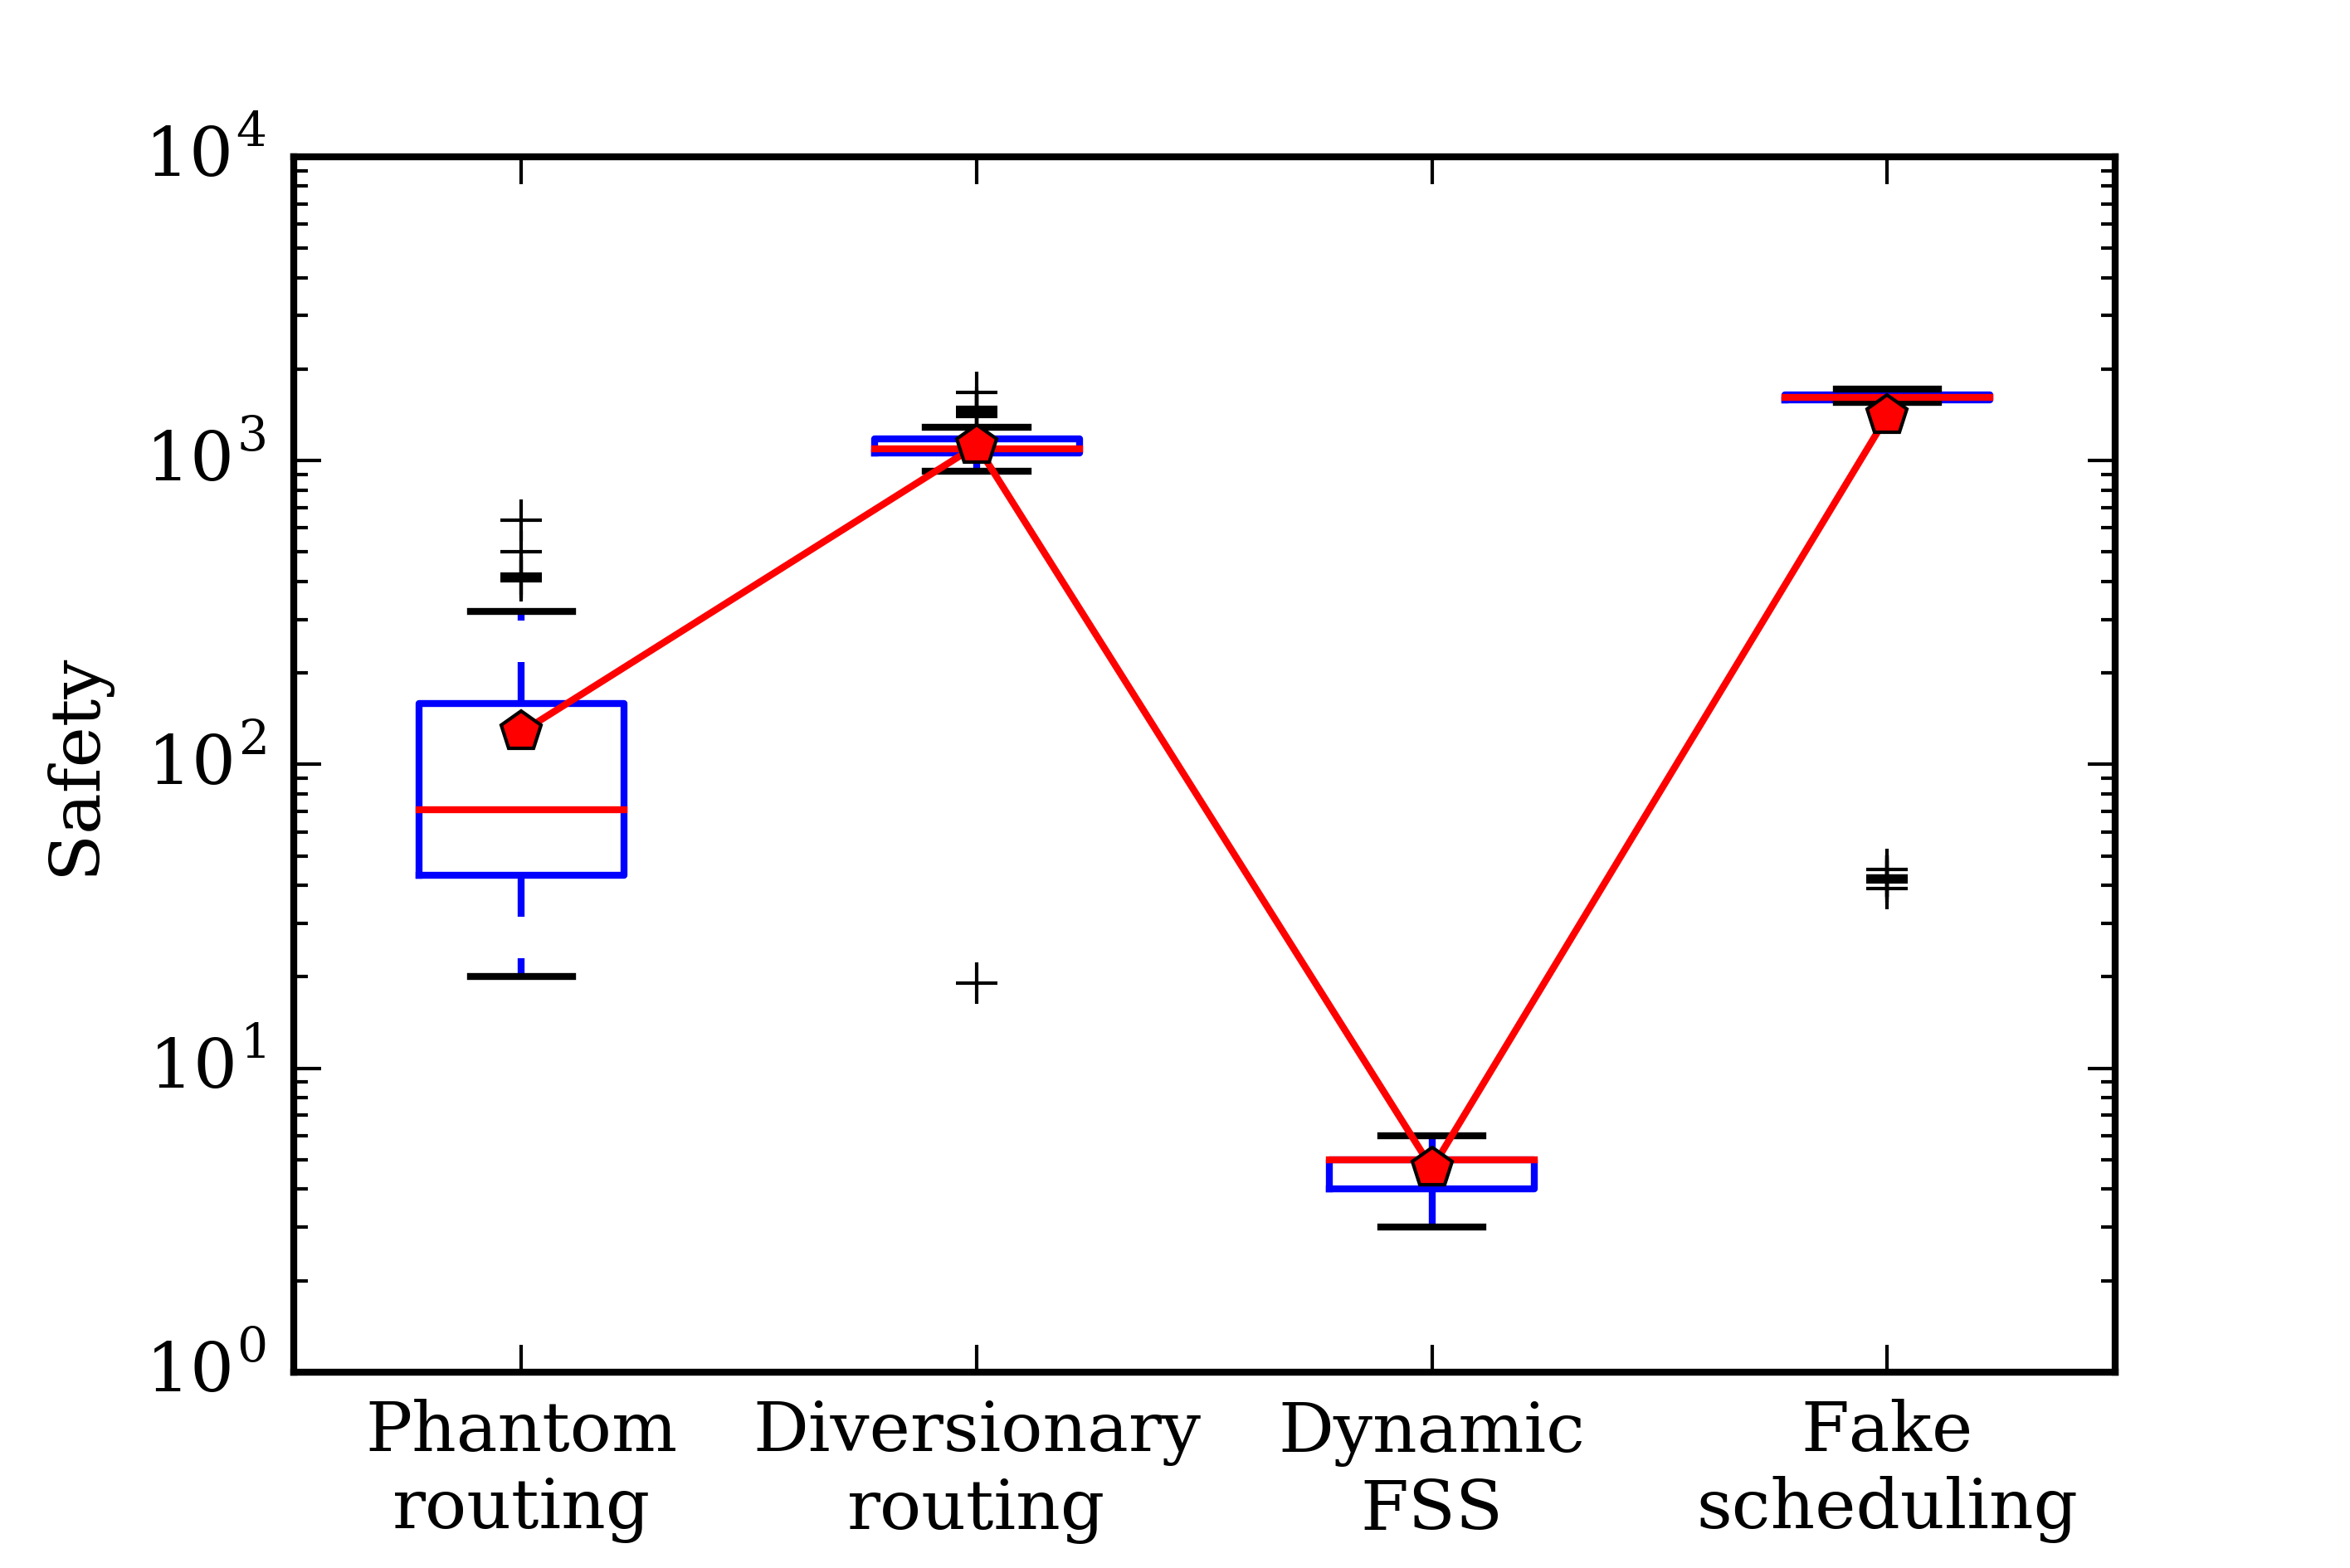 10^4
10^3
10^2
10^1
10^0
Safety
Phantom routing
Diversionary routing
Dynamic FSS
Fake scheduling